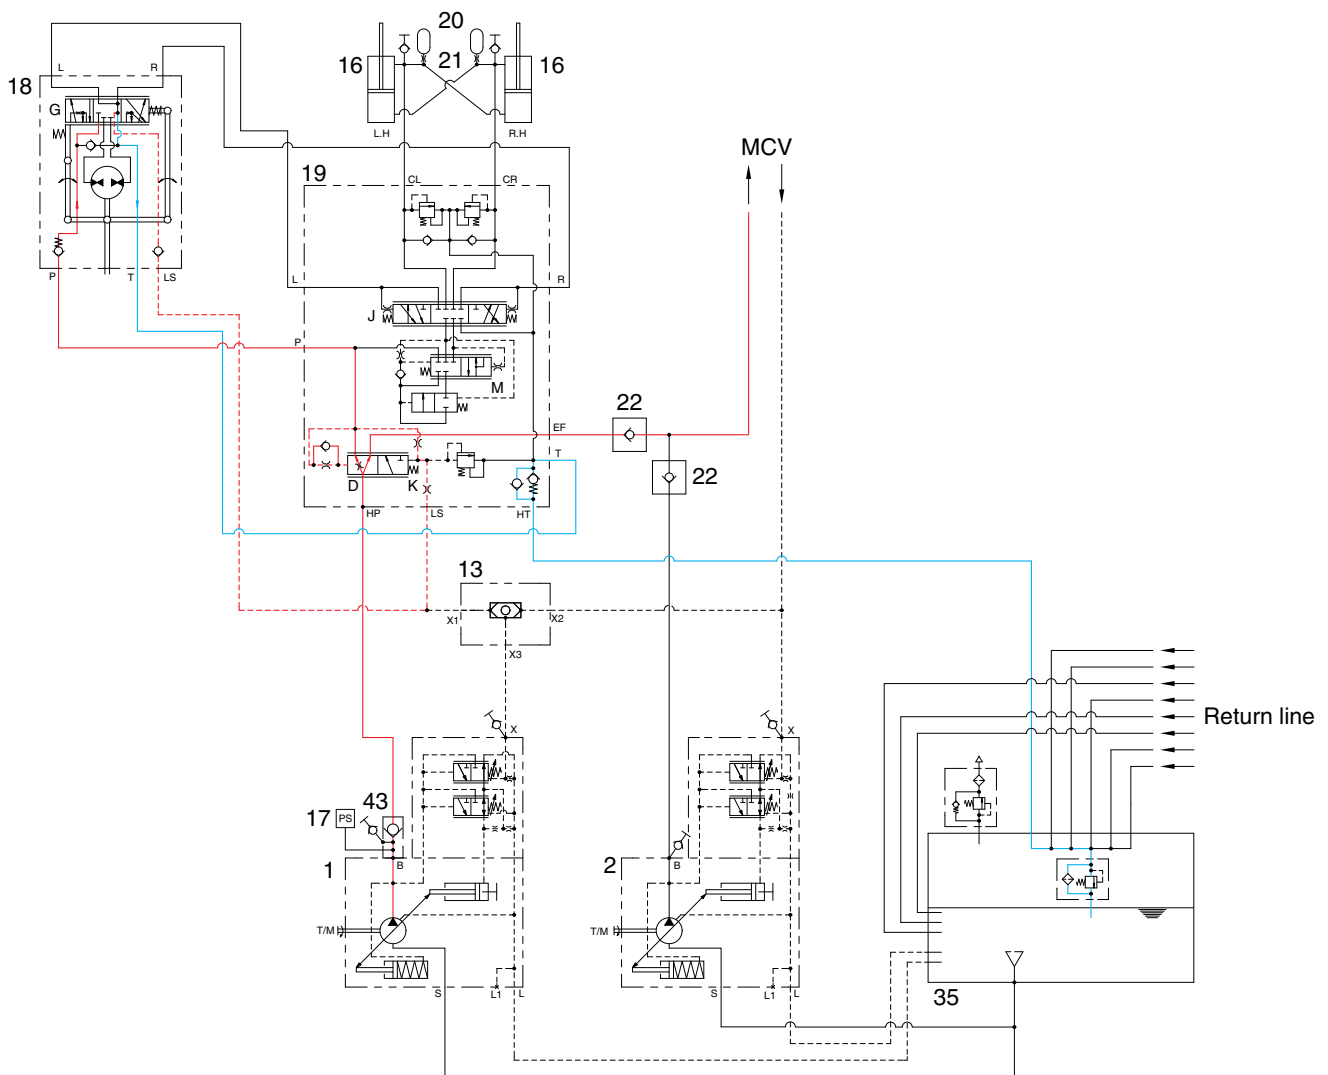 20
21
16
16
L.H
R.H
L
R
18
G
P
T
LS
MCV
19
CL
CR
L
R
J
P
M
22
EF
T
22
D
K
HP
LS
HT
13
X1
X2
X3
X
X
Return line
43
17
PS
B
B
1
2
T/M
T/M
S
L1
L
S
L1
L
35